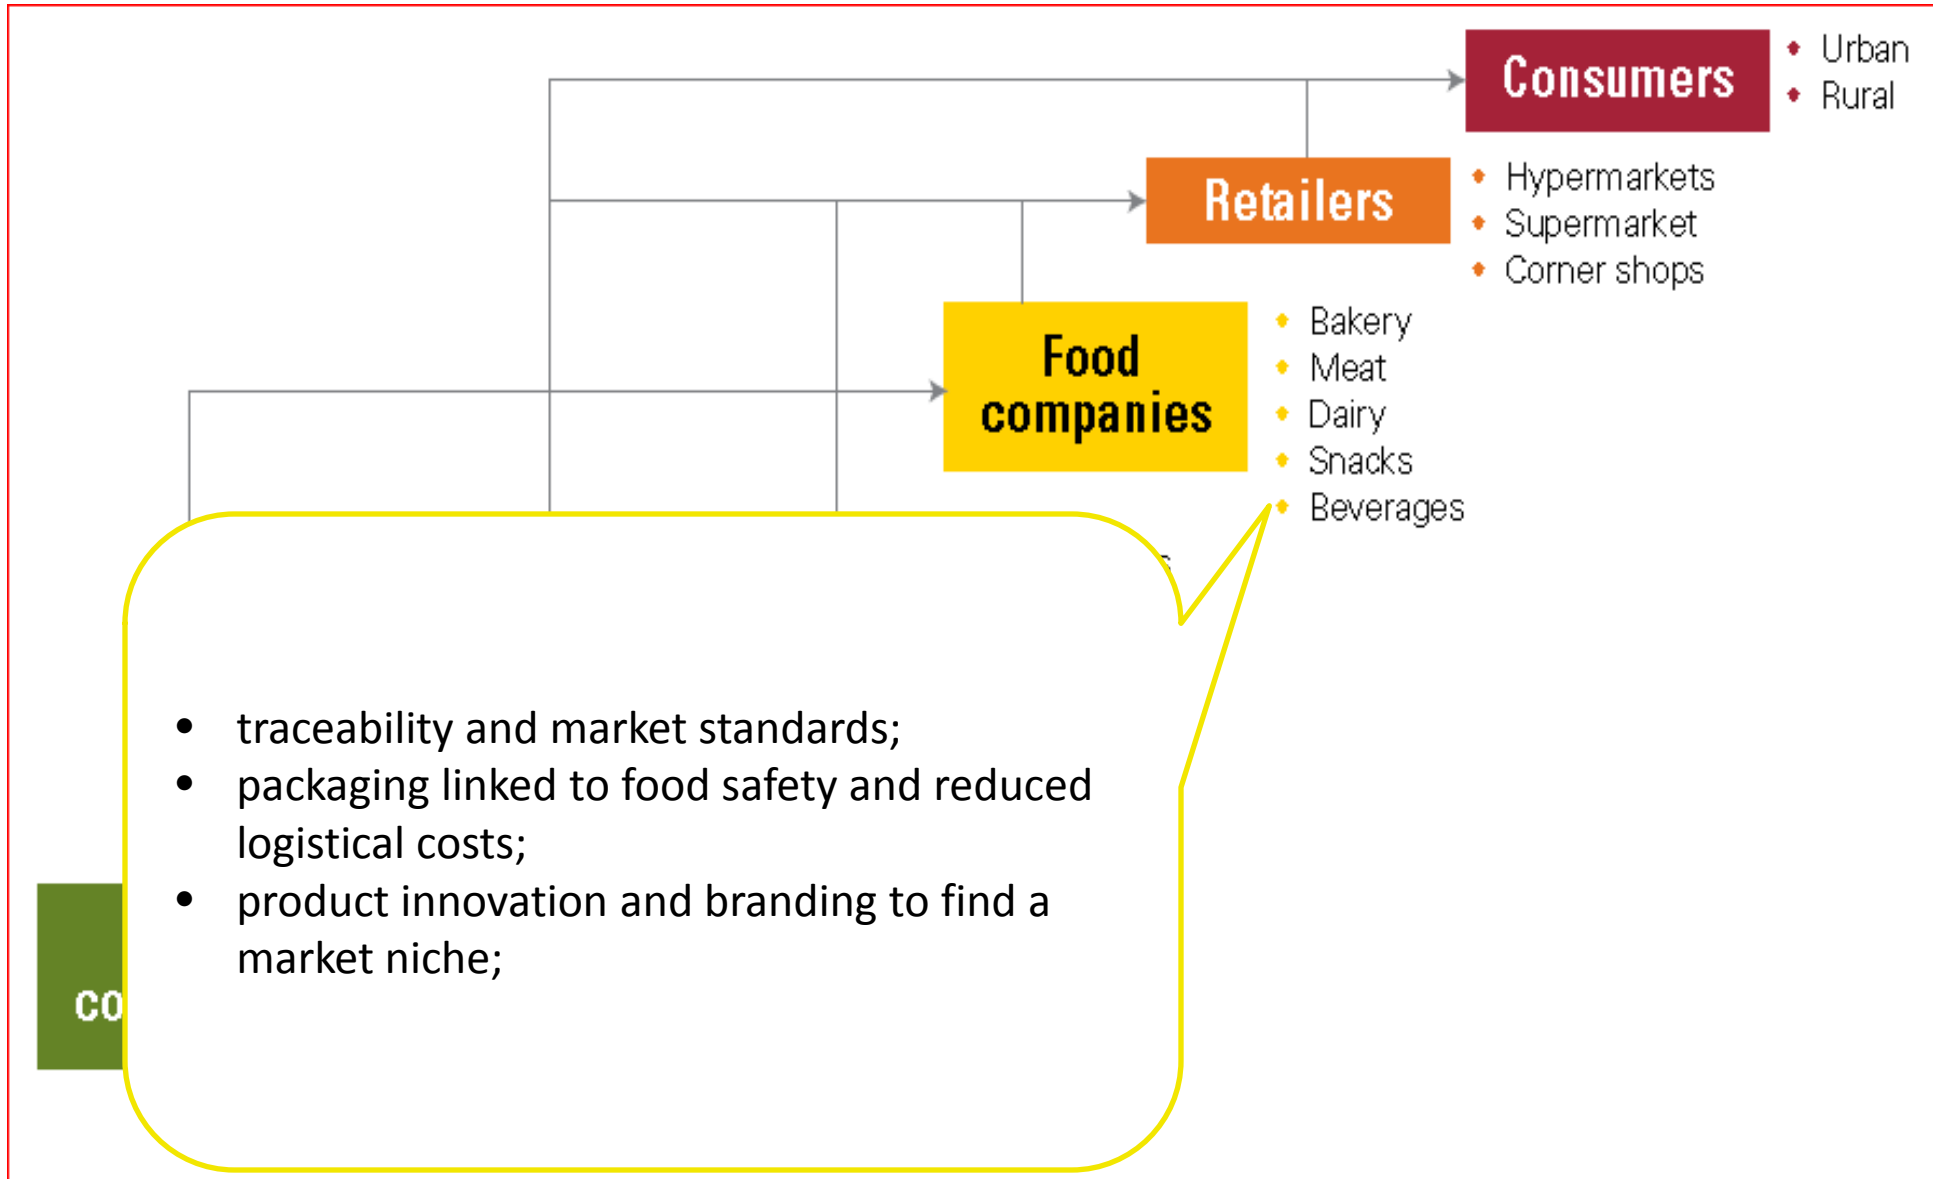 Consumers
• Urban
• Rural
Retailers
• Hypermarkets
• Supermarket
• Corner shops
Food
companies
• Bakery
• Meat
• Dairy
• Snacks
• Beverages
• traceability and market standards;
• packaging linked to food safety and reduced
logistical costs;
• product innovation and branding to find a
market niche;